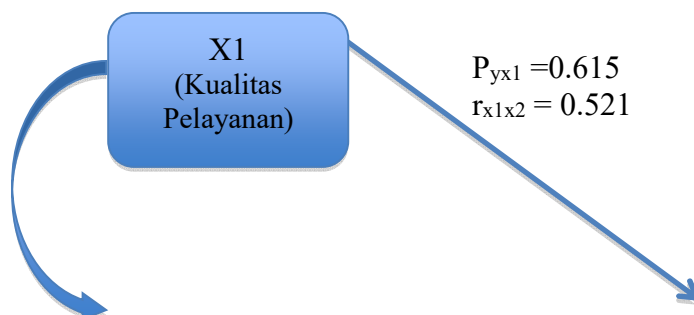 X1
(Kualitas
Pelayanan)
Pyx1 =0.615
rx1x2 = 0.521